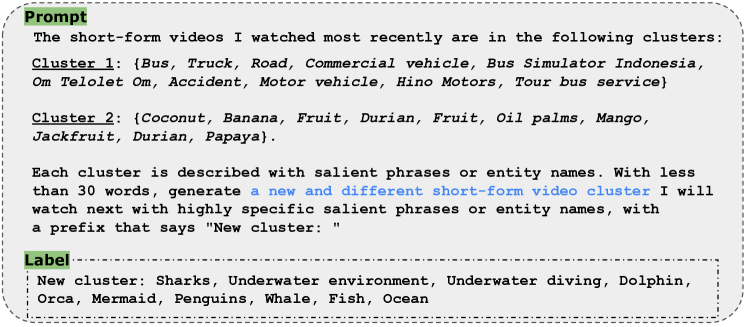 Prompt
The short-form videos I watched most recently are in the following clusters:
Cluster 1: {Bus, Truck, Road, Commercial vehicle, Bus Simulator Indonesia,
Om Telolet Om, Accident, Motor vehicle, Hino Motors, Tour bus service}
Cluster 2: {Coconut, Banana, Fruit, Durian, Fruit, Oil palms, Mango,
Jackfruit, Durian, Papaya}.
Each cluster is described with salient phrases or entity names. With less
than 30 words, generate a new and different short-form video cluster I will
watch next with highly specific salient phrases or entity names, with
a prefix that says "New cluster: "
Label
New cluster: Sharks, Underwater environment, Underwater diving, Dolphin,
Orca, Mermaid, Penguins, Whale, Fish, Ocean